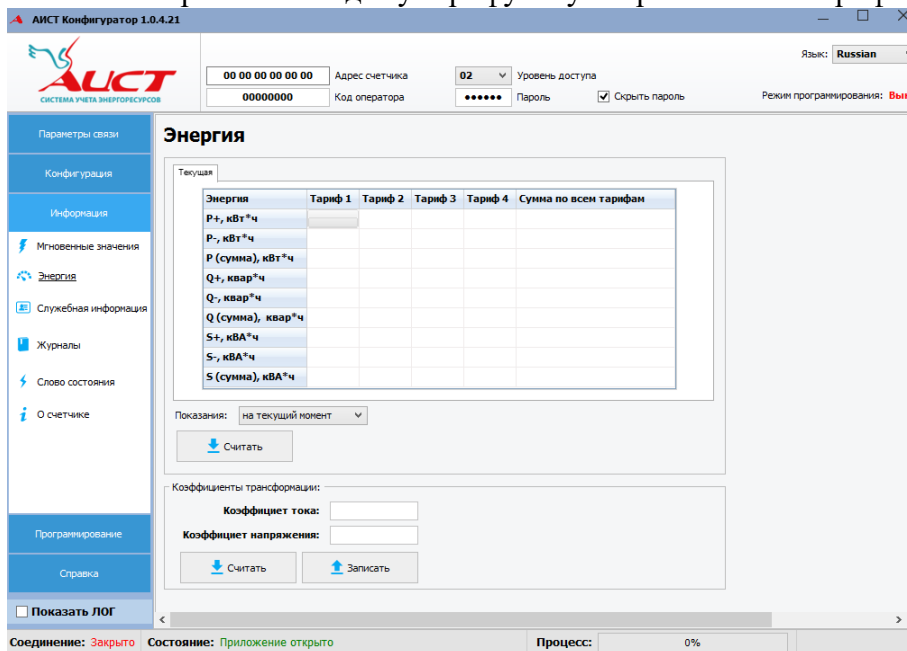 АИСТ Конфигуратор 1.0.4.21
Язык: Russian
АИСТ
СИСТЕМА УЧЕТА ЭНЕРГОРЕСУРСОВ
00 00 00 00 00 00 Адрес счетчика 02 Уровень доступа
00000000 Код оператора ●●●●●● Пароль Скрыть пароль Режим программирования:
Параметры связи
Конфигурация
Информация
Мгновенные значения
Энергия
Служебная информация
Журналы
Слово состояния
О счетчике
Программирование
Справка
Показать ЛОГ
Энергия
Текущая
Энергия Тариф 1 Тариф 2 Тариф 3 Тариф 4 Сумма по всем тарифам
P+, кВт*ч
P-, кВт*ч
P (сумма), кВт*ч
Q+, квар*ч
Q-, квар*ч
Q (сумма), квар*ч
S+, кВА*ч
S-, кВА*ч
S (сумма), кВА*ч
Показания: на текущий момент
Считать
Коэффициенты трансформации:
Коэффициет тока:
Коэффициет напряжения:
Считать Записать
Соединение: Закрыто Состояние: Приложение открыто Процесс: 0%